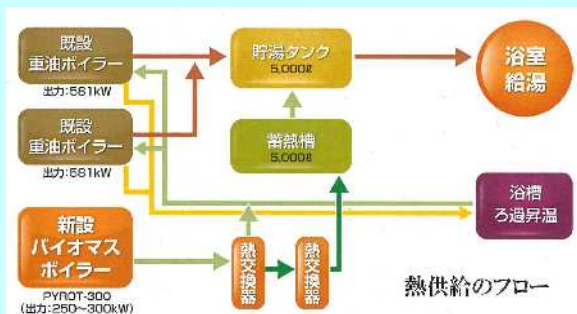 既設
重油ボイラー
出力:581kW
既設
重油ボイラー
出力:581kW
新設
バイオマス
ボイラー
PYROT-300
(出力:250~300kW)
貯湯タンク
5,000ℓ
蓄熱槽
5,000ℓ
熱交換器
熱交換器
浴室
給湯
浴槽
ろ過昇温
熱供給のフロー